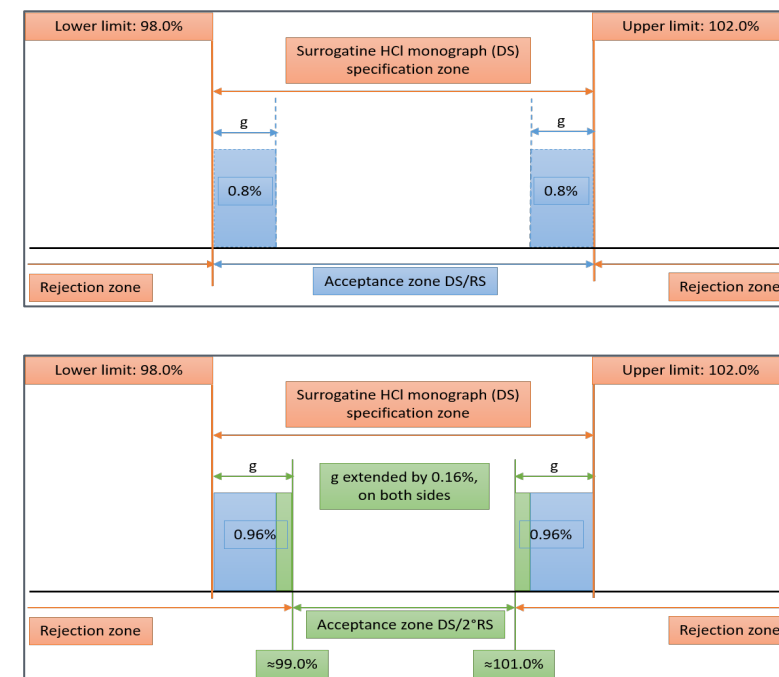 Lower limit: 98.0%
Upper limit: 102.0%
Surrogatine HCl monograph (DS)
specification zone
g
g
0.8%
0.8%
Rejection zone
Acceptance zone DS/RS
Rejection zone
Lower limit: 98.0%
Upper limit: 102.0%
Surrogatine HCl monograph (DS)
specification zone
g
g
g extended by 0.16%,
on both sides
0.96%
0.96%
Rejection zone
Acceptance zone DS/2°RS
Rejection zone
≈99.0%
≈101.0%